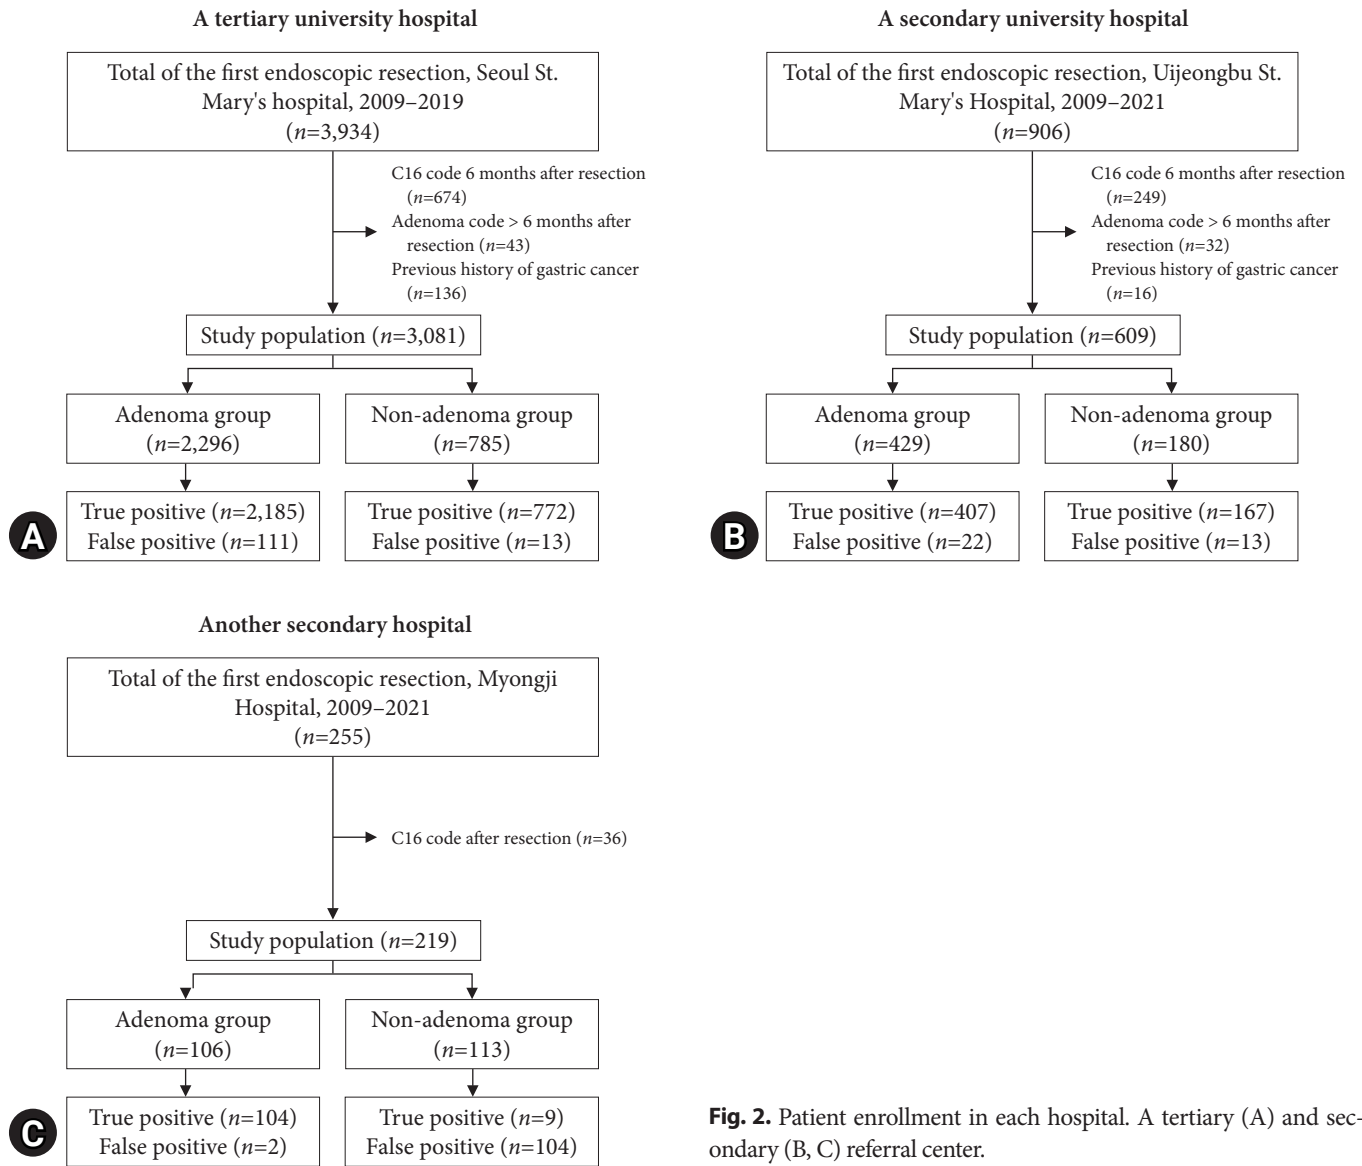 A tertiary university hospital
Total of the first endoscopic resection, Seoul St.
Mary's hospital, 2009–2019
(n=3,934)
C16 code 6 months after resection
(n=674)
Adenoma code > 6 months after
resection (n=43)
Previous history of gastric cancer
(n=136)
Study population (n=3,081)
Adenoma group
(n=2,296)
Non-adenoma group
(n=785)
True positive (n=2,185)
False positive (n=111)
True positive (n=772)
False positive (n=13)
A
A secondary university hospital
Total of the first endoscopic resection, Uijeongbu St.
Mary's Hospital, 2009–2021
(n=906)
C16 code 6 months after resection
(n=249)
Adenoma code > 6 months after
resection (n=32)
Previous history of gastric cancer
(n=16)
Study population (n=609)
Adenoma group
(n=429)
Non-adenoma group
(n=180)
True positive (n=407)
False positive (n=22)
True positive (n=167)
False positive (n=13)
B
Another secondary hospital
Total of the first endoscopic resection, Myongji
Hospital, 2009–2021
(n=255)
C16 code after resection (n=36)
Study population (n=219)
Adenoma group
(n=106)
Non-adenoma group
(n=113)
True positive (n=104)
False positive (n=2)
True positive (n=9)
False positive (n=104)
C
Fig. 2. Patient enrollment in each hospital. A tertiary (A) and sec-
ondary (B, C) referral center.